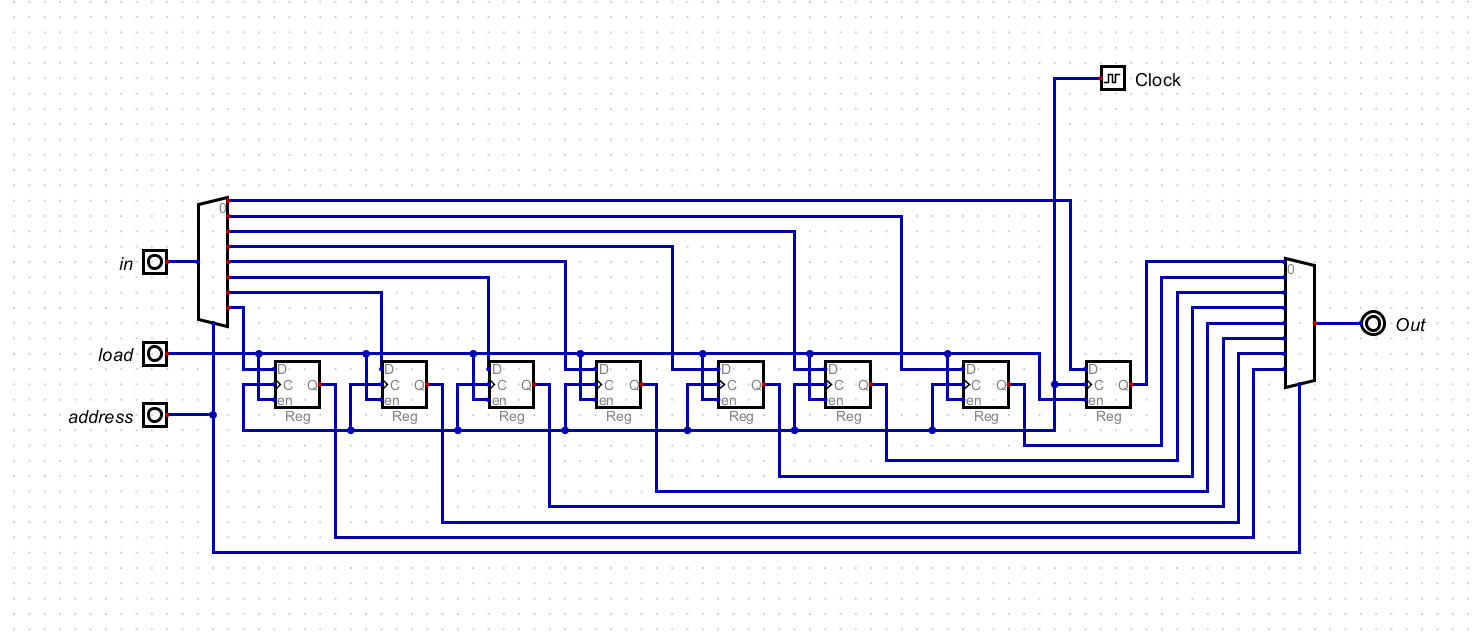 Clock
0
in
0
Out
load
D D D D D D D D
C Q C Q C Q C Q C Q C Q C Q C Q
en en en en en en en en
address
Reg Reg Reg Reg Reg Reg Reg Reg